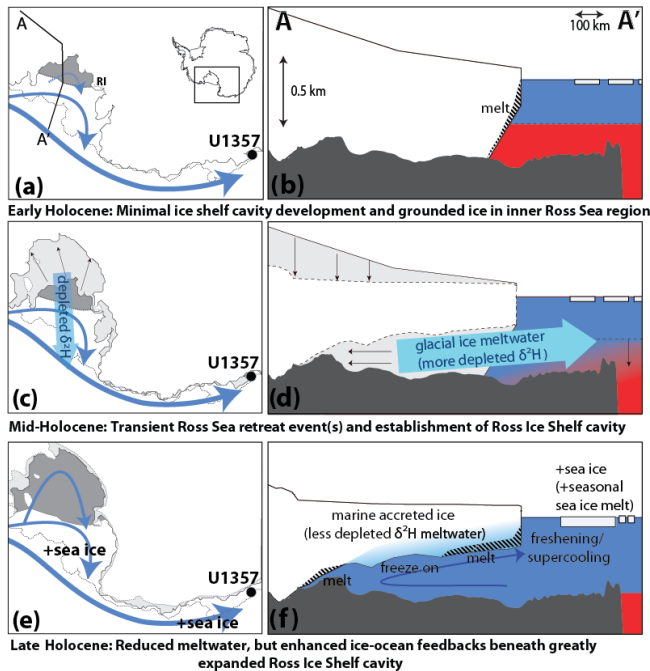 A
RI
A'
U1357
(a)
A
A'
100 km
0.5 km
melt
(b)
Early Holocene: Minimal ice shelf cavity development and grounded ice in inner Ross Sea region
depleted δ²H
U1357
(c)
glacial ice meltwater
(more depleted δ²H)
(d)
Mid-Holocene: Transient Ross Sea retreat event(s) and establishment of Ross Ice Shelf cavity
+sea ice
U1357
+sea ice
(e)
+sea ice
(+seasonal
sea ice melt)
marine accreted ice
(less depleted δ²H meltwater)
freshening/
supercooling
melt
freeze on
melt
(f)
Late Holocene: Reduced meltwater, but enhanced ice-ocean feedbacks beneath greatly
expanded Ross Ice Shelf cavity